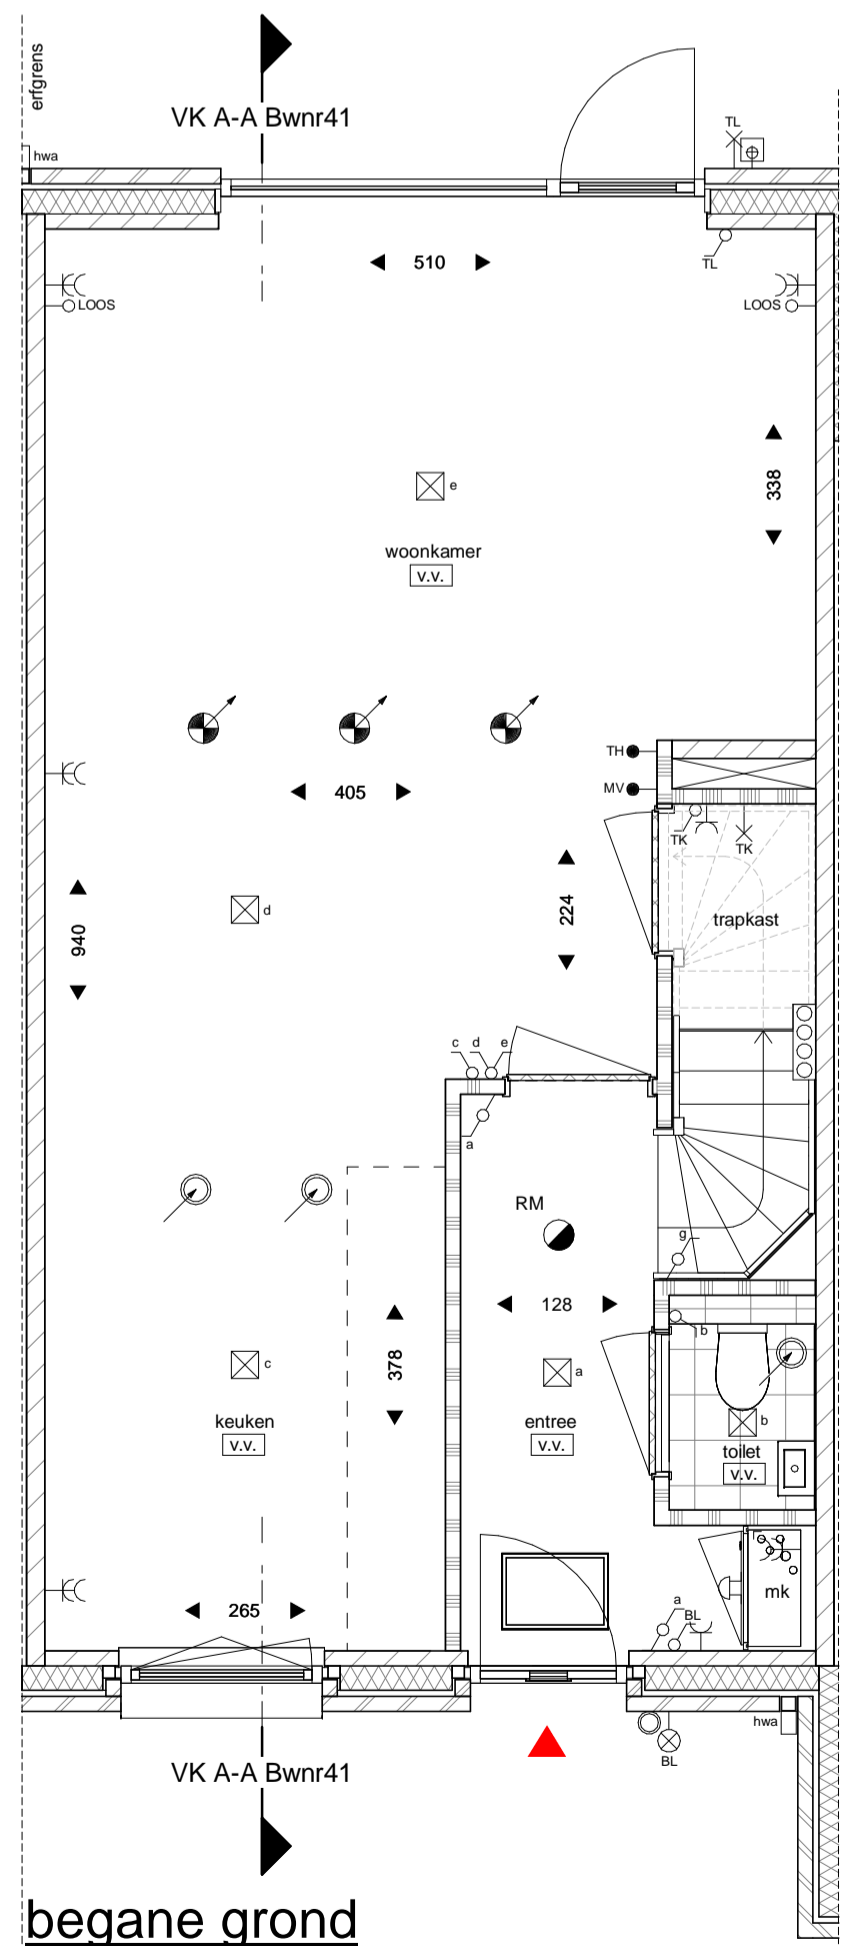 erfgrens
VK A-A Bwnr41
TL
hwa
TL
510
LOOS
LOOS
338
e
woonkamer
v.v.
TH
405
MV
TK
TK
224
d
trapkast
940
c d e
a
RM
g
128
b
378
c
a
keuken
v.v.
entree
v.v.
b
toilet
v.v.
mk
265
a
BL
hwa
BL
VK A-A Bwnr41
begane grond